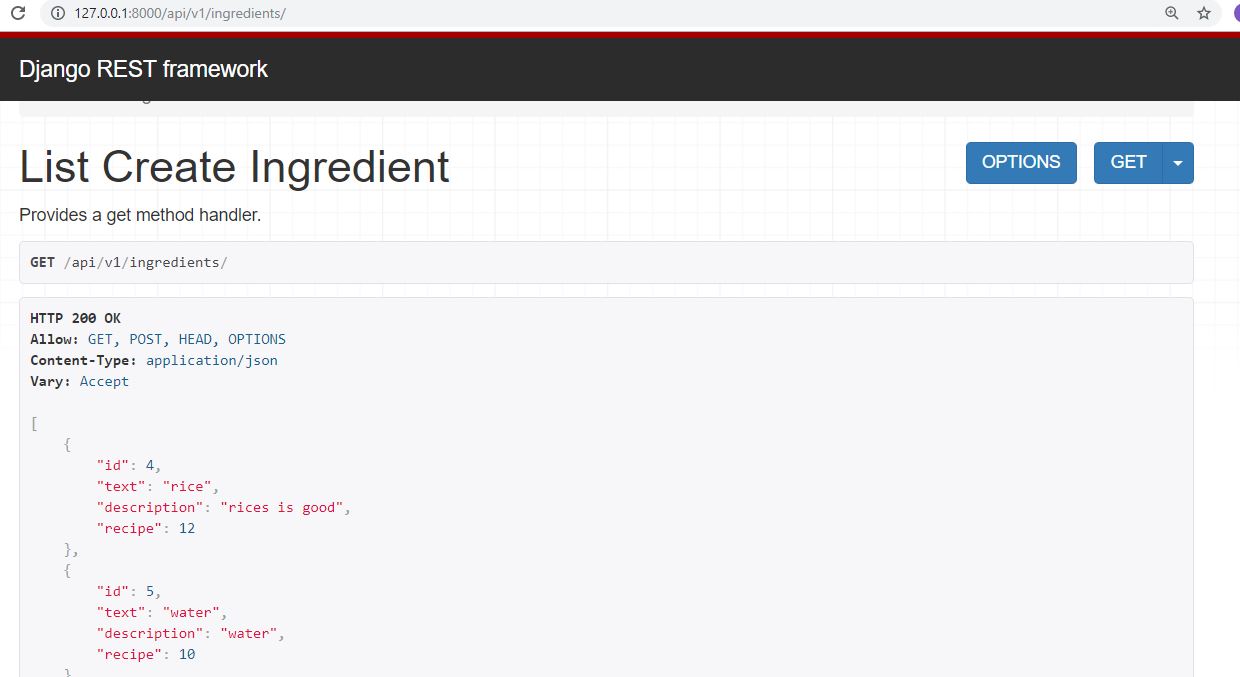 127.0.0.1:8000/api/v1/ingredients/
Django REST framework
List Create Ingredient
OPTIONS
GET
Provides a get method handler.
GET /api/v1/ingredients/
HTTP 200 OK
Allow: GET, POST, HEAD, OPTIONS
Content-Type: application/json
Vary: Accept
[
{
"id": 4,
"text": "rice",
"description": "rices is good",
"recipe": 12
},
{
"id": 5,
"text": "water",
"description": "water",
"recipe": 10
}